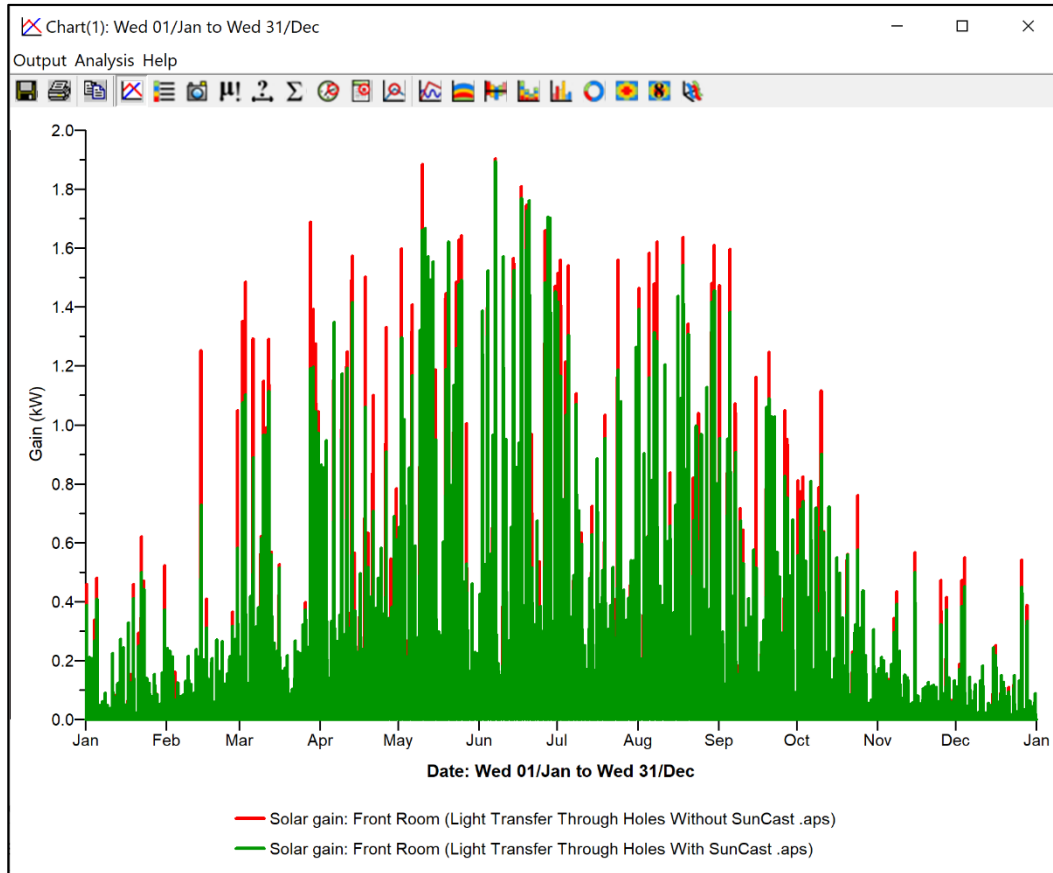 Chart(1): Wed 01/Jan to Wed 31/Dec
Output Analysis Help
μ! ? Σ 8
2.0
1.8
1.6
1.4
1.2
1.0
0.8
0.6
0.4
0.2
0.0
Gain (kW)
Jan Feb Mar Apr May Jun Jul Aug Sep Oct Nov Dec Jan
Date: Wed 01/Jan to Wed 31/Dec
Solar gain: Front Room (Light Transfer Through Holes Without SunCast .aps)
Solar gain: Front Room (Light Transfer Through Holes With SunCast .aps)